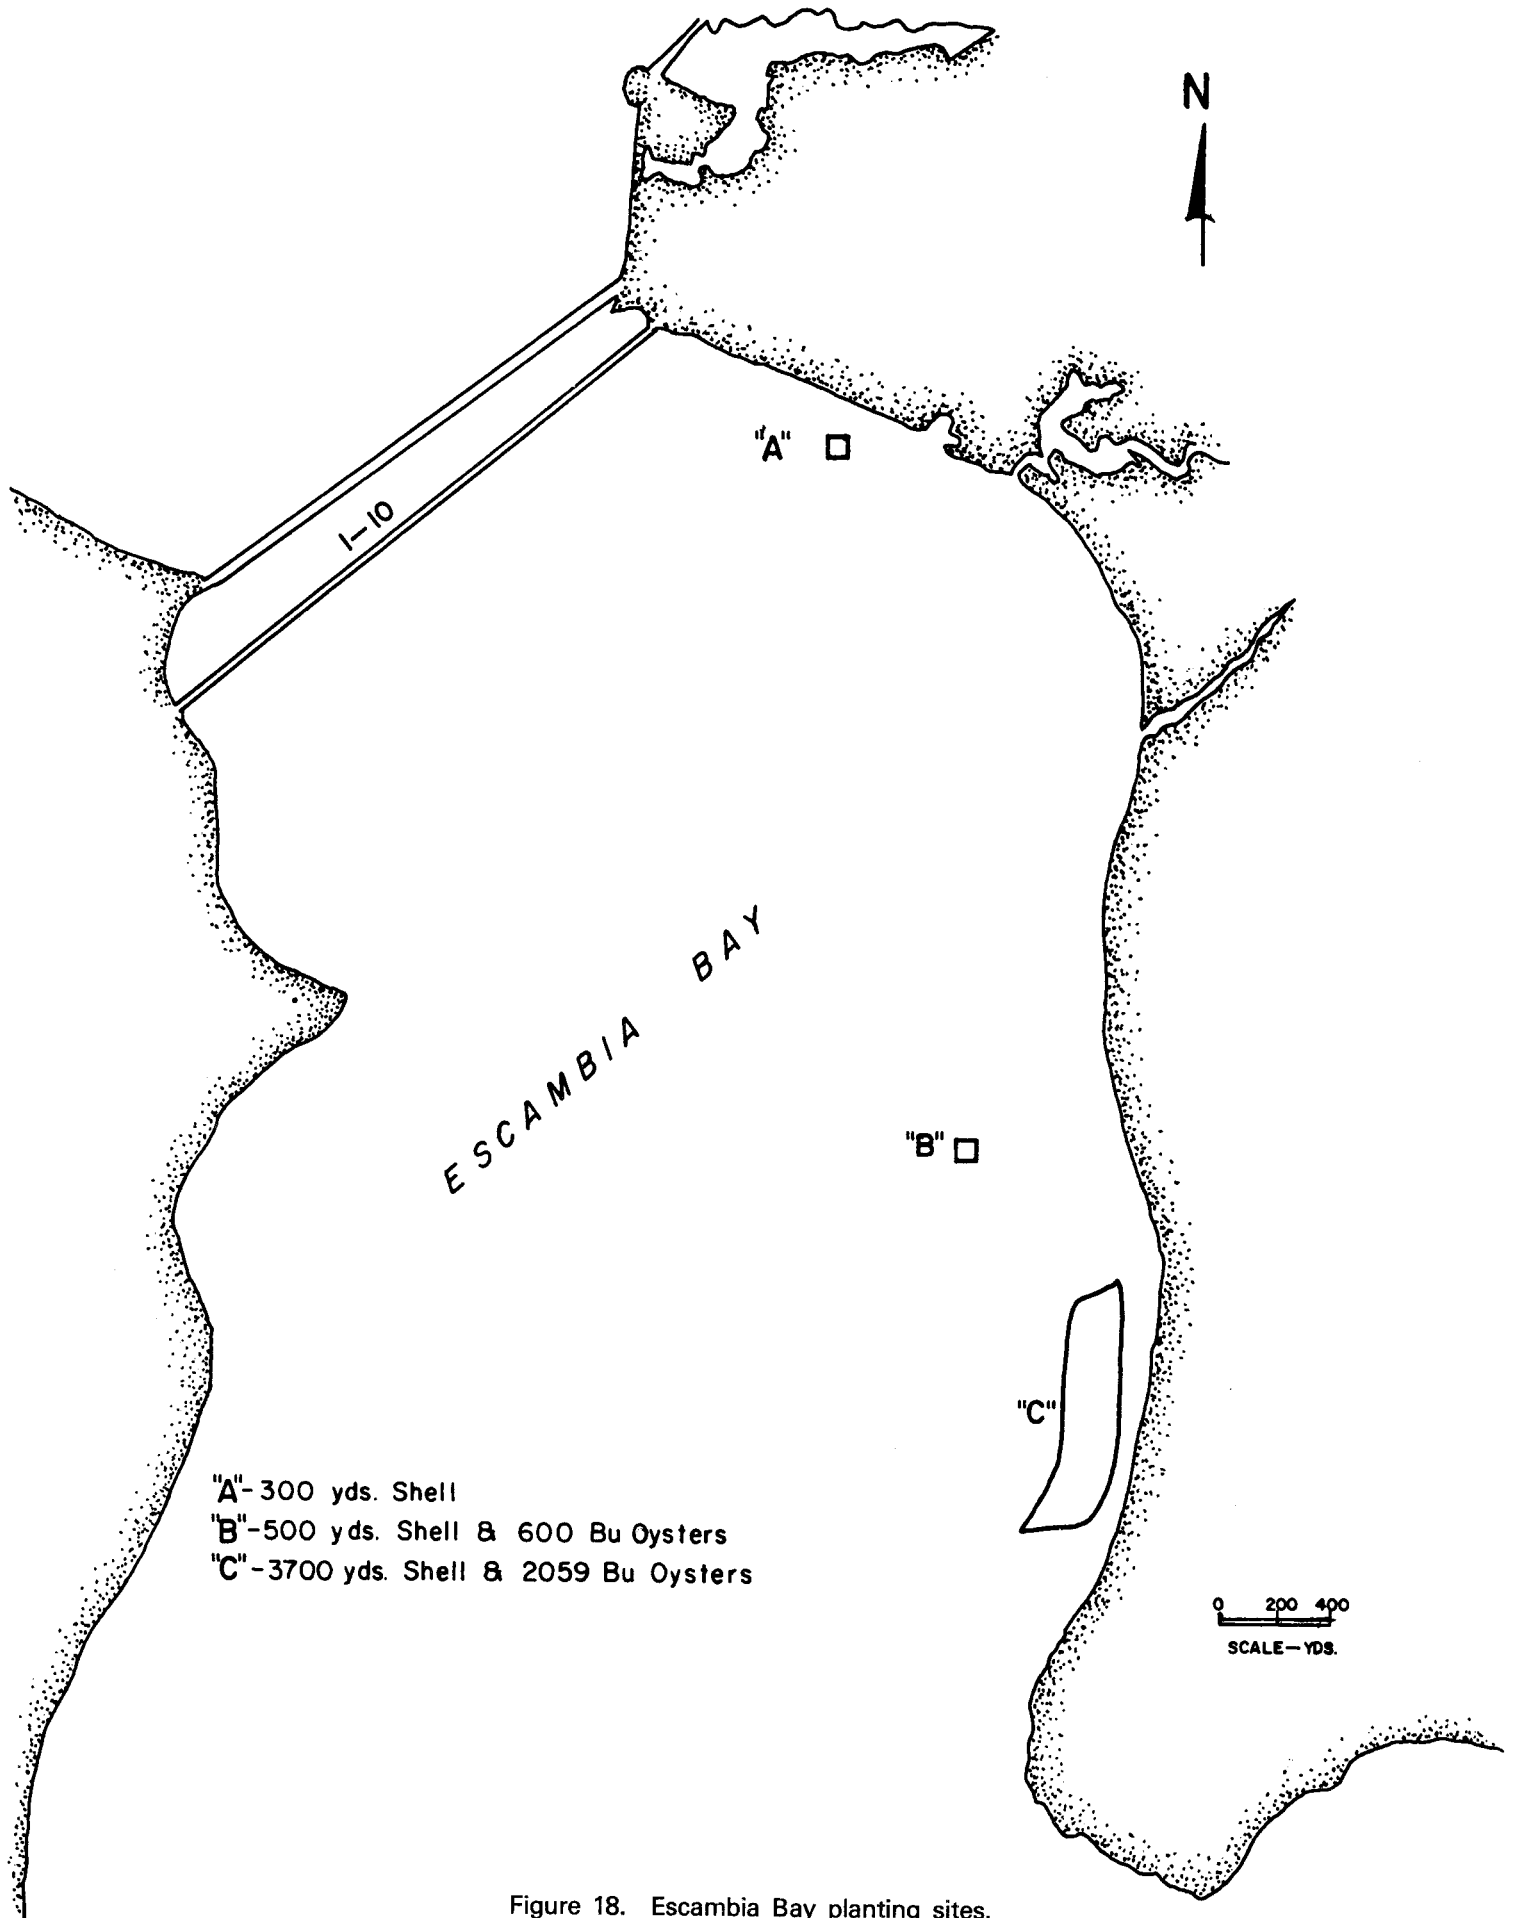 N
"A"
I-10
ESCAMBIA BAY
"B"
"C"
"A"-300 yds. Shell
"B"-500 yds. Shell & 600 Bu Oysters
"C"-3700 yds. Shell & 2059 Bu Oysters
0 200 400
SCALE-YDS.
Figure 18. Escambia Bay planting sites.